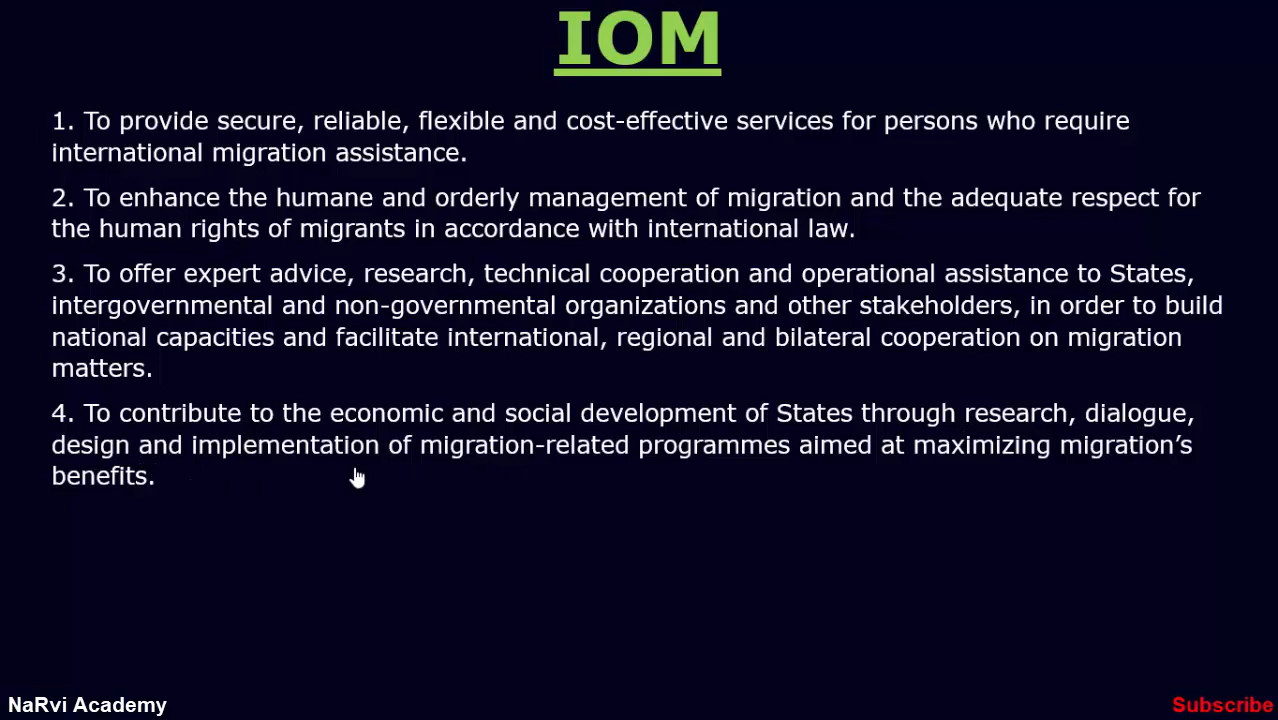 IOM
1. To provide secure, reliable, flexible and cost-effective services for persons who require
international migration assistance.
2. To enhance the humane and orderly management of migration and the adequate respect for
the human rights of migrants in accordance with international law.
3. To offer expert advice, research, technical cooperation and operational assistance to States,
intergovernmental and non-governmental organizations and other stakeholders, in order to build
national capacities and facilitate international, regional and bilateral cooperation on migration
matters.
4. To contribute to the economic and social development of States through research, dialogue,
design and implementation of migration-related programmes aimed at maximizing migration’s
benefits.
NaRvi Academy
Subscribe